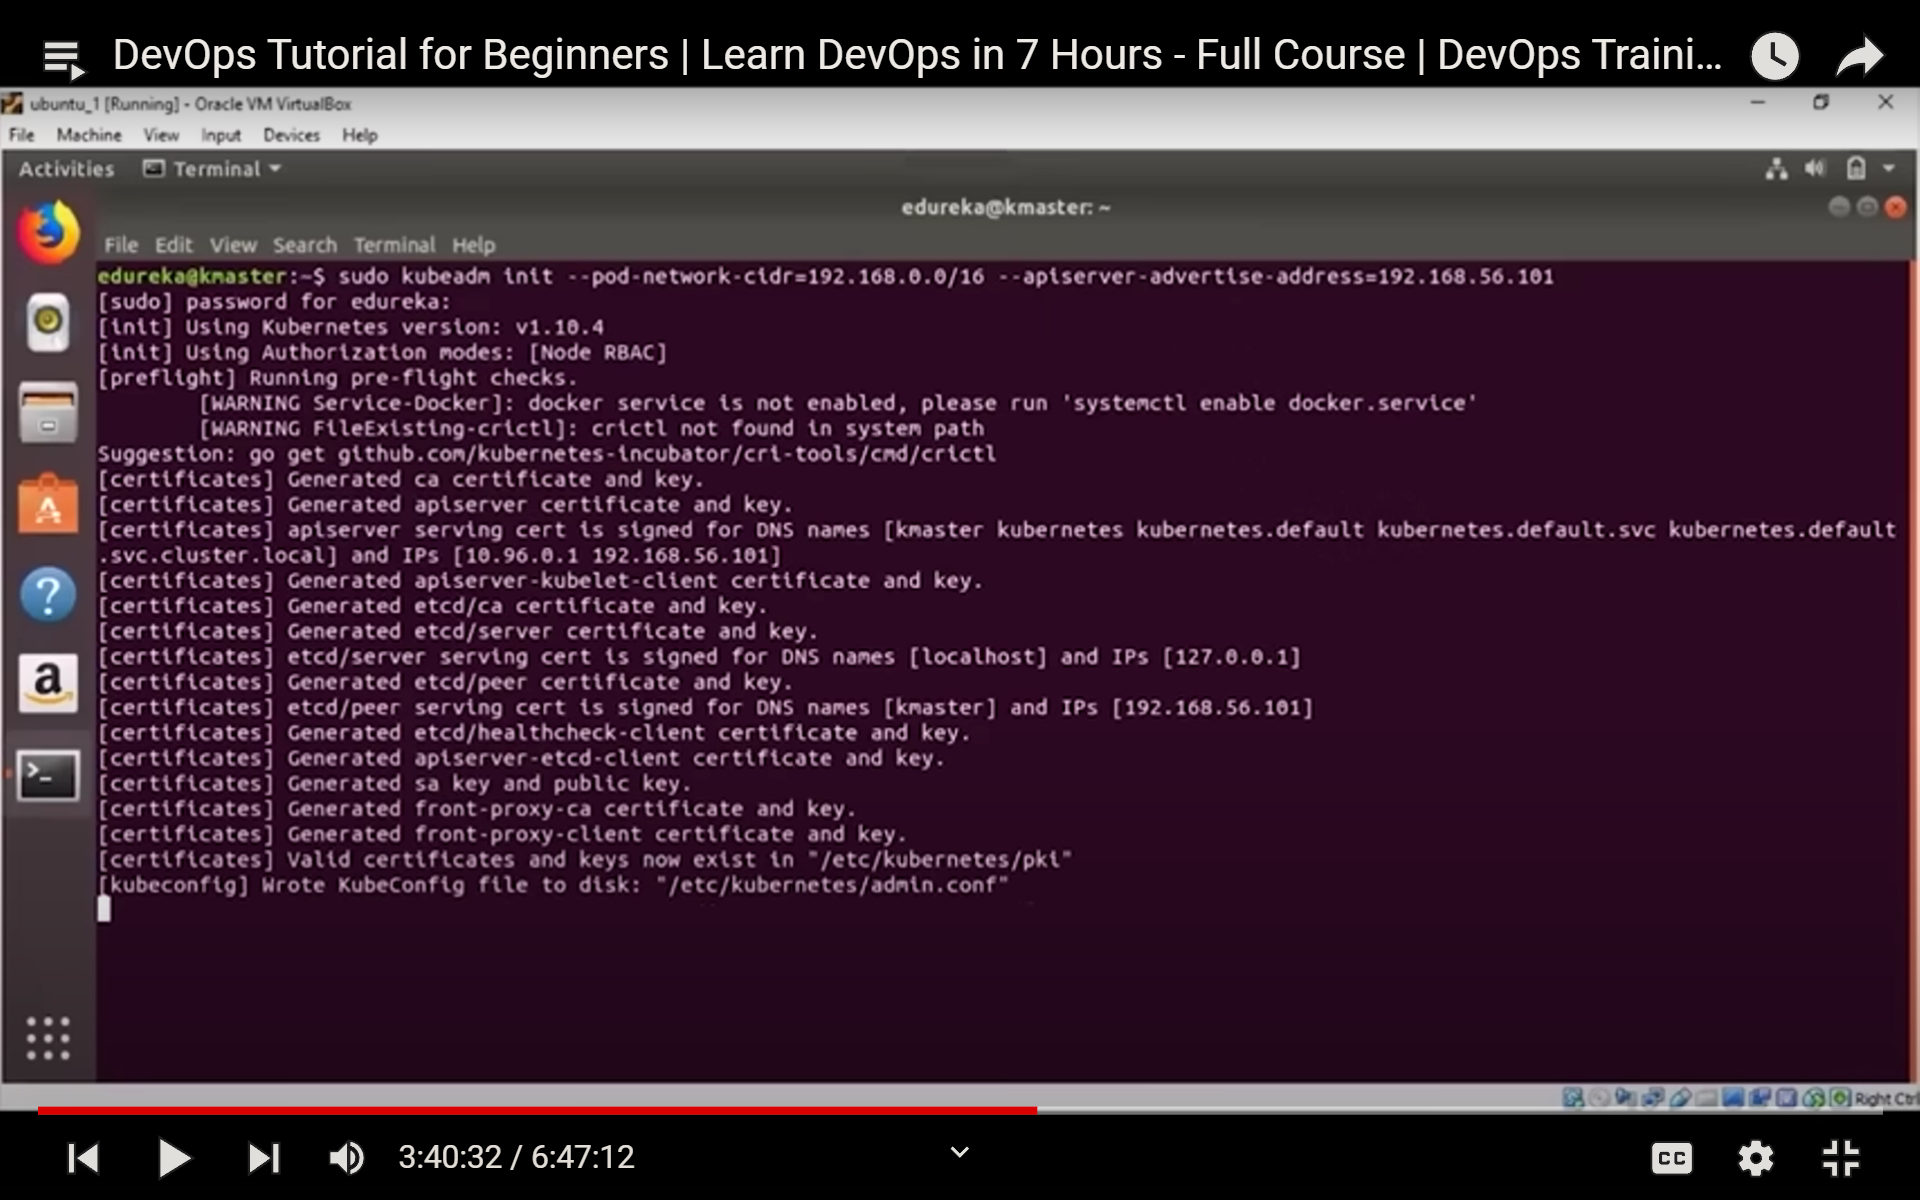 DevOps Tutorial for Beginners | Learn DevOps in 7 Hours - Full Course | DevOps Traini...
ubuntu_1 [Running] - Oracle VM VirtualBox
File Machine View Input Devices Help
Activities Terminal
edureka@kmaster: ~
File Edit View Search Terminal Help
edureka@kmaster:~$ sudo kubeadm init --pod-network-cidr=192.168.0.0/16 --apiserver-advertise-address=192.168.56.101
[sudo] password for edureka:
[init] Using Kubernetes version: v1.10.4
[init] Using Authorization modes: [Node RBAC]
[preflight] Running pre-flight checks.
[WARNING Service-Docker]: docker service is not enabled, please run 'systemctl enable docker.service'
[WARNING FileExisting-crictl]: crictl not found in system path
Suggestion: go get github.com/kubernetes-incubator/cri-tools/cmd/crictl
[certificates] Generated ca certificate and key.
[certificates] Generated apiserver certificate and key.
[certificates] apiserver serving cert is signed for DNS names [kmaster kubernetes kubernetes.default kubernetes.default.svc kubernetes.default
.svc.cluster.local] and IPs [10.96.0.1 192.168.56.101]
[certificates] Generated apiserver-kubelet-client certificate and key.
[certificates] Generated etcd/ca certificate and key.
[certificates] Generated etcd/server certificate and key.
[certificates] etcd/server serving cert is signed for DNS names [localhost] and IPs [127.0.0.1]
[certificates] Generated etcd/peer certificate and key.
[certificates] etcd/peer serving cert is signed for DNS names [kmaster] and IPs [192.168.56.101]
[certificates] Generated etcd/healthcheck-client certificate and key.
[certificates] Generated apiserver-etcd-client certificate and key.
[certificates] Generated sa key and public key.
[certificates] Generated front-proxy-ca certificate and key.
[certificates] Generated front-proxy-client certificate and key.
[certificates] Valid certificates and keys now exist in "/etc/kubernetes/pki"
[kubeconfig] Wrote KubeConfig file to disk: "/etc/kubernetes/admin.conf"
Right Ctrl
3:40:32 / 6:47:12
CC